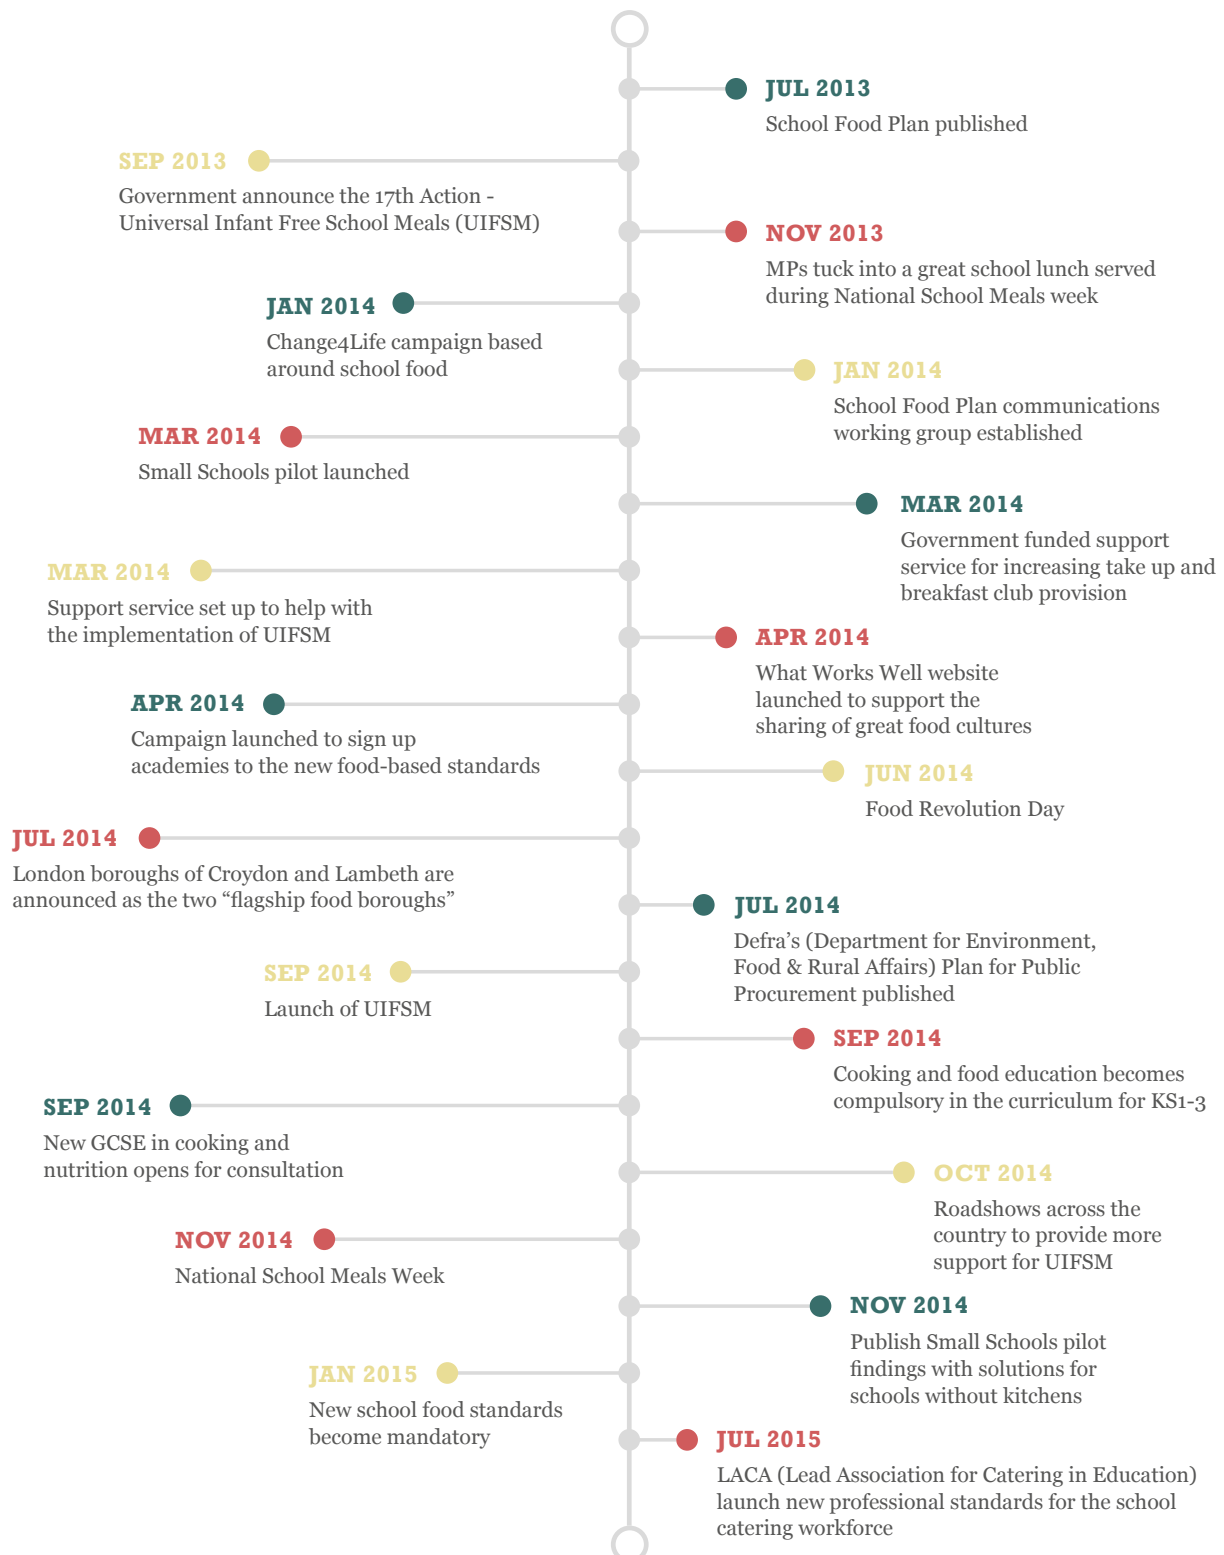 JUL 2013
School Food Plan published
SEP 2013
Government announce the 17th Action -
Universal Infant Free School Meals (UIFSM)
NOV 2013
MPs tuck into a great school lunch served
during National School Meals week
JAN 2014
Change4Life campaign based
around school food
JAN 2014
School Food Plan communications
working group established
MAR 2014
Small Schools pilot launched
MAR 2014
Government funded support
service for increasing take up and
breakfast club provision
MAR 2014
Support service set up to help with
the implementation of UIFSM
APR 2014
What Works Well website
launched to support the
sharing of great food cultures
APR 2014
Campaign launched to sign up
academies to the new food-based standards
JUN 2014
Food Revolution Day
JUL 2014
London boroughs of Croydon and Lambeth are
announced as the two “flagship food boroughs”
JUL 2014
Defra’s (Department for Environment,
Food & Rural Affairs) Plan for Public
Procurement published
SEP 2014
Launch of UIFSM
SEP 2014
Cooking and food education becomes
compulsory in the curriculum for KS1-3
SEP 2014
New GCSE in cooking and
nutrition opens for consultation
OCT 2014
Roadshows across the
country to provide more
support for UIFSM
NOV 2014
National School Meals Week
NOV 2014
Publish Small Schools pilot
findings with solutions for
schools without kitchens
JAN 2015
New school food standards
become mandatory
JUL 2015
LACA (Lead Association for Catering in Education)
launch new professional standards for the school
catering workforce